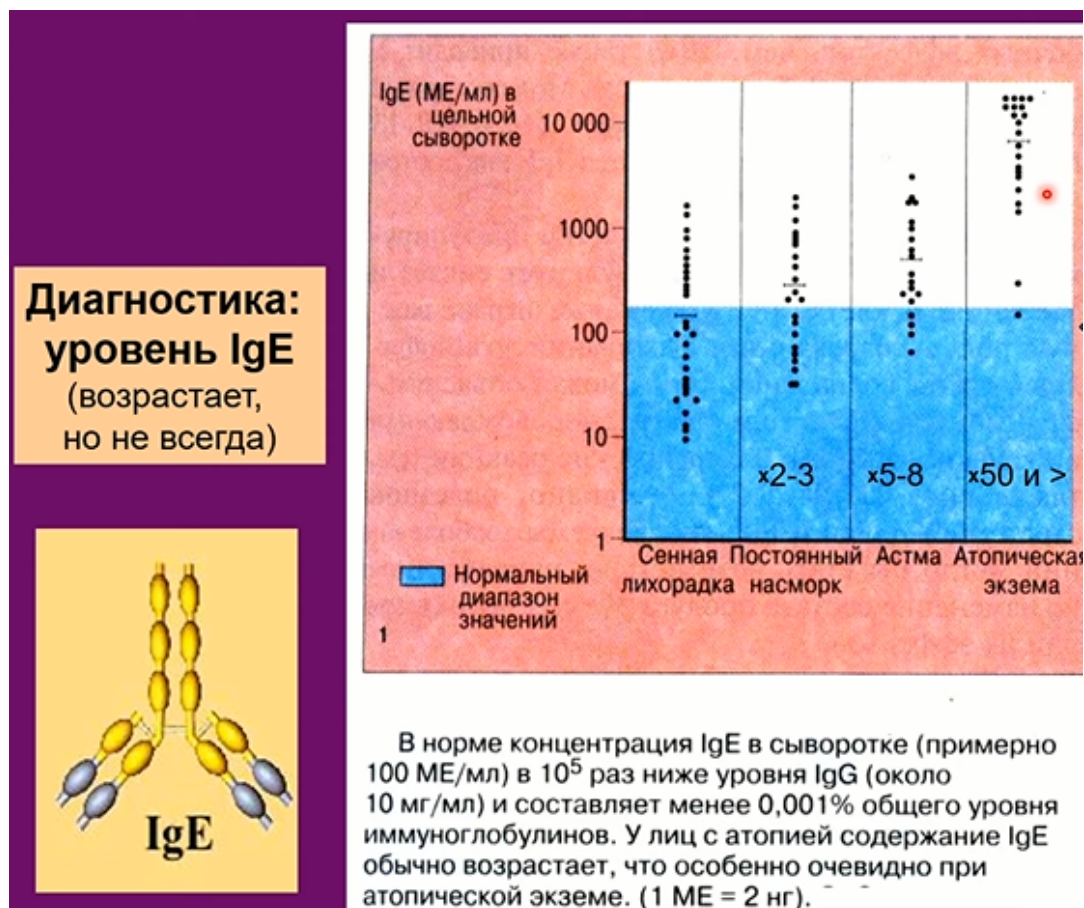 Диагностика:
уровень IgE
(возрастает,
но не всегда)
IgE
IgE (МЕ/мл) в
цельной
сыворотке
10 000
1000
100
10
1
х2-3
х5-8
х50 и >
Сенная
лихорадка
Постоянный
насморк
Астма
Атопическая
экзема
Нормальный
диапазон
значений
1
В норме концентрация IgE в сыворотке (примерно
100 МЕ/мл) в 10⁵ раз ниже уровня IgG (около
10 мг/мл) и составляет менее 0,001% общего уровня
иммуноглобулинов. У лиц с атопией содержание IgE
обычно возрастает, что особенно очевидно при
атопической экземе. (1 МЕ = 2 нг).